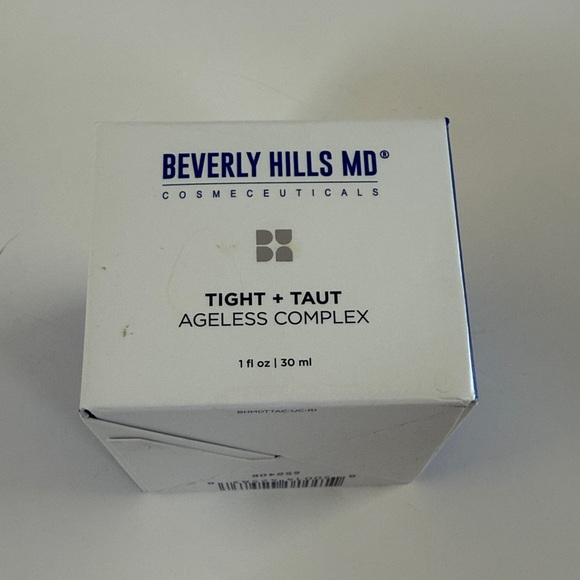 BEVERLY HILLS MD®
COSMECEUTICALS
TIGHT + TAUT
AGELESS COMPLEX
1 fl oz | 30 ml